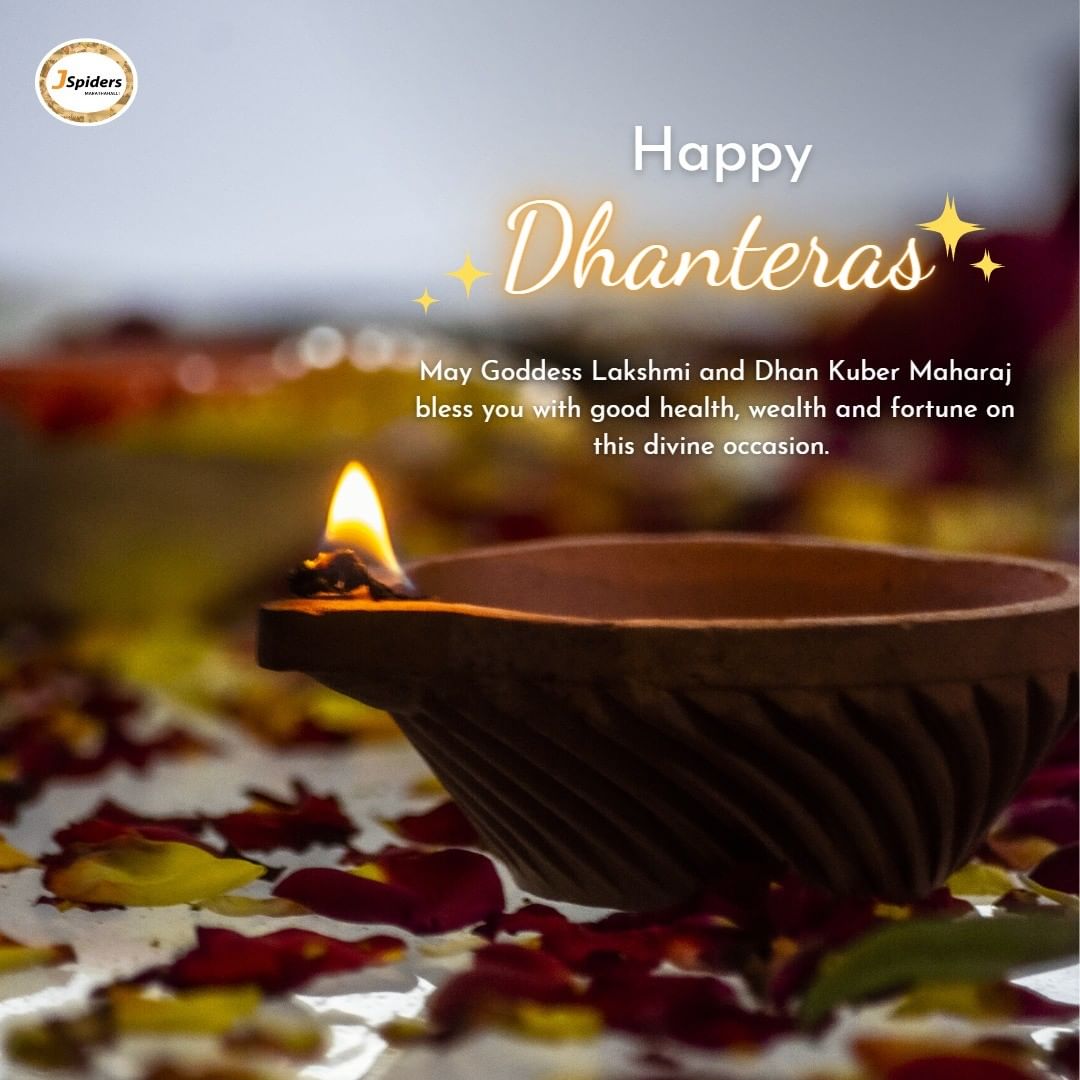 JSpiders
MARATHAHALLI
Happy
Dhanteras
May Goddess Lakshmi and Dhan Kuber Maharaj
bless you with good health, wealth and fortune on
this divine occasion.